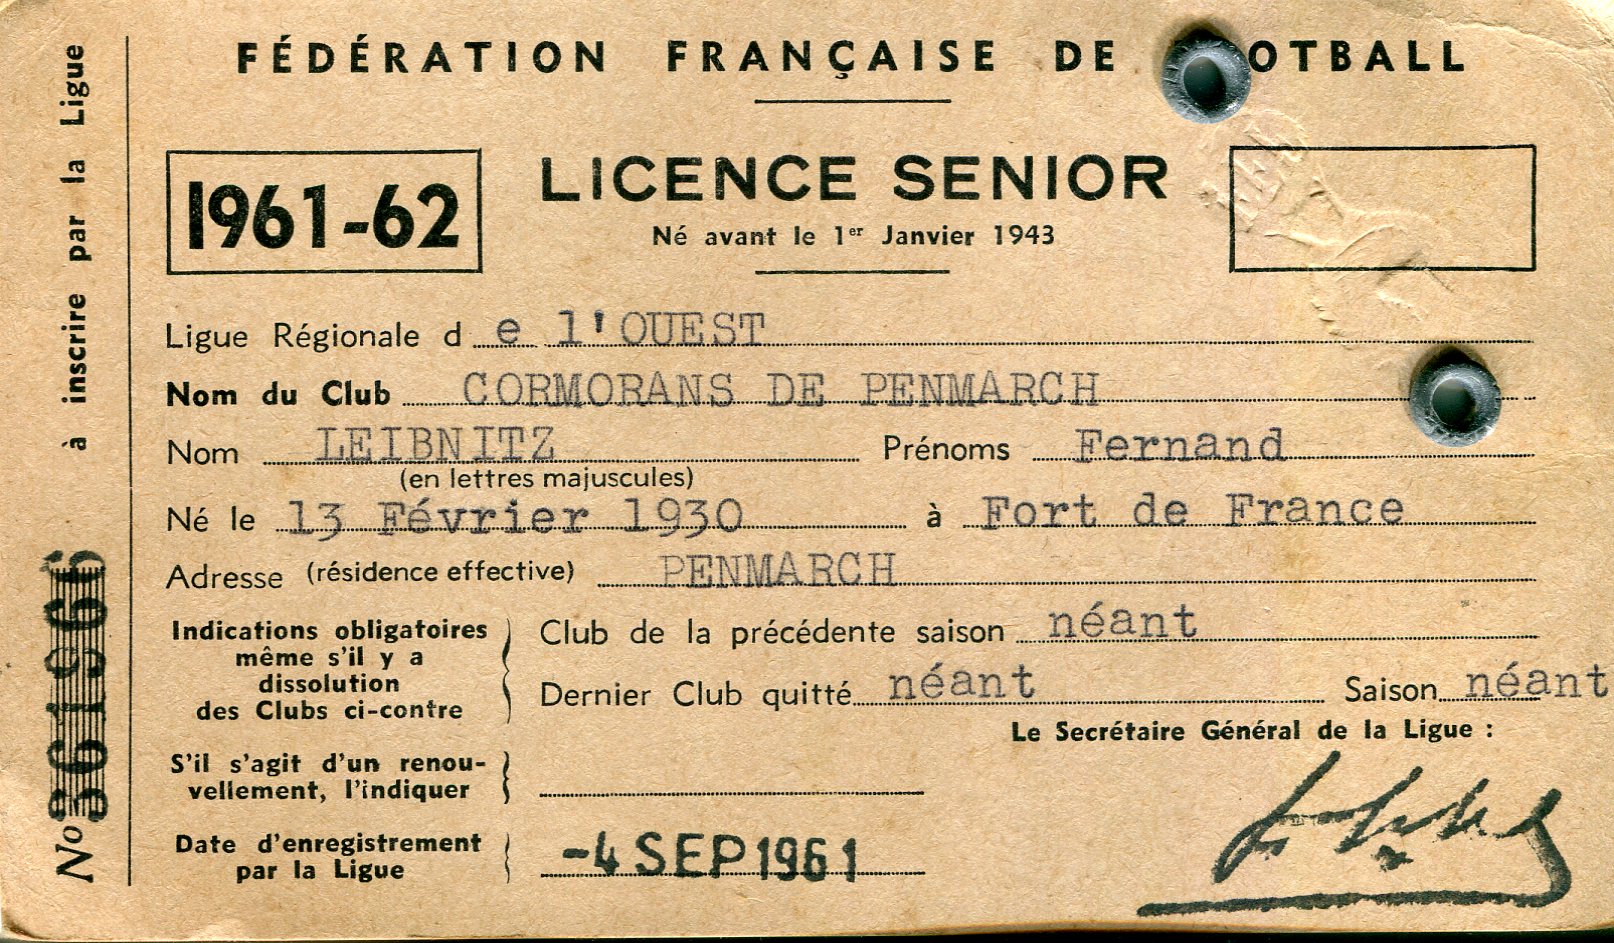 à inscrire par la Ligue
No
FÉDÉRATION FRANÇAISE DE OTBALL
1961-62
LICENCE SENIOR
Né avant le 1er Janvier 1943
Ligue Régionale d e l'OUEST
Nom du Club CORMORANS DE PENMARCH
Nom LEIBNITZ Prénoms Fernand
(en lettres majuscules)
Né le 13 Février 1930 à Fort de France
Adresse (résidence effective) PENMARCH
Indications obligatoires
même s'il y a
dissolution
des Clubs ci-contre
Club de la précédente saison néant
Dernier Club quitté néant Saison néant
Le Secrétaire Général de la Ligue :
S'il s'agit d'un renou-
vellement, l'indiquer
Date d'enregistrement
par la Ligue
-4 SEP 1961